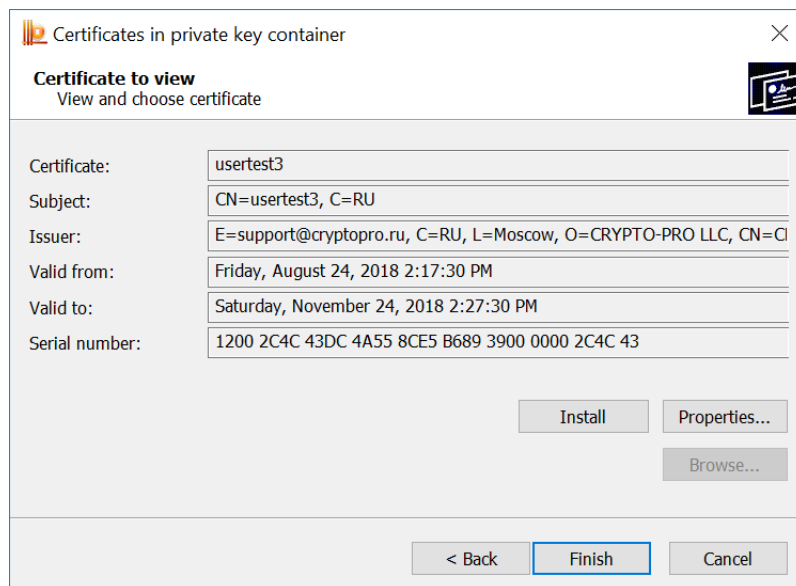 Certificates in private key container
Certificate to view
View and choose certificate
Certificate: usertest3
Subject: CN=usertest3, C=RU
Issuer: E=support@cryptopro.ru, C=RU, L=Moscow, O=CRYPTO-PRO LLC,
Valid from: Friday, August 24, 2018 2:17:30 PM
Valid to: Saturday, November 24, 2018 2:27:30 PM
Serial number: 1200 2C4C 43DC 4A55 8CE5 B689 3900 0000 2C4C 43
Install Properties...
Browse...
< Back Finish Cancel